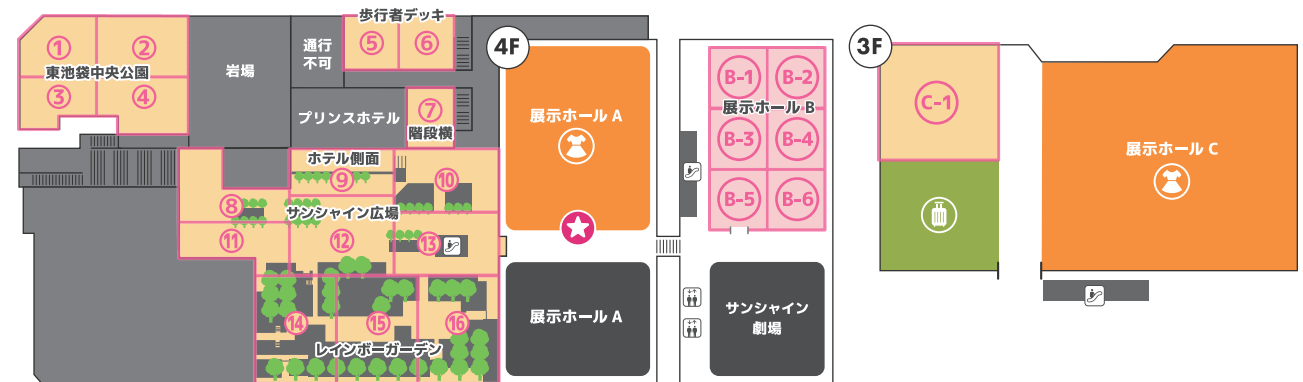 歩行者デッキ
①
②
東池袋中央公園
③
④
岩場
通行
不可
⑤
⑥
プリンスホテル
⑦
階段横
ホテル側面
⑨
⑩
⑧
サンシャイン広場
⑪
⑫
⑬
⑭
⑮
⑯
レインボーガーデン
4F
展示ホール A
展示ホール A
B-1
B-2
展示ホール B
B-3
B-4
B-5
B-6
サンシャイン
劇場
3F
C-1
展示ホール C